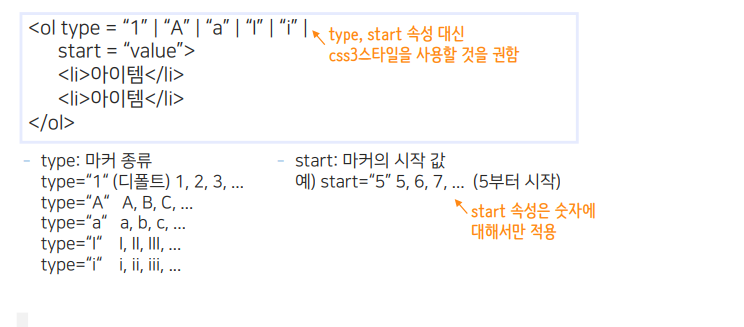 <ol type = “1” | “A” | “a” | “I” | “i” |
start = “value”>
<li>아이템</li>
<li>아이템</li>
</ol>
type, start 속성 대신
css3스타일을 사용할 것을 권함
– type: 마커 종류
type=“1“ (디폴트) 1, 2, 3, ...
type=“A“ A, B, C, ...
type=“a“ a, b, c, ...
type=“I“ I, II, III, ...
type=“i“ i, ii, iii, ...
– start: 마커의 시작 값
예) start=“5” 5, 6, 7, ... (5부터 시작)
start 속성은 숫자에
대해서만 적용